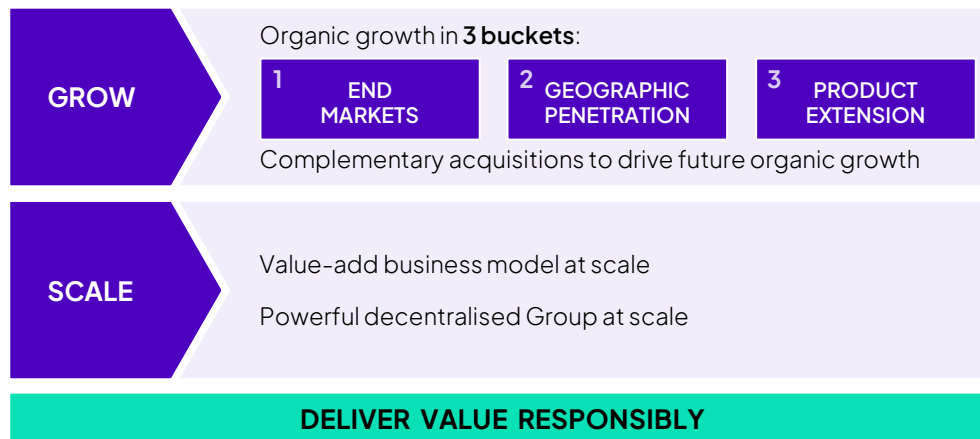 GROW
Organic growth in 3 buckets:
1
END
MARKETS
2
GEOGRAPHIC
PENETRATION
3
PRODUCT
EXTENSION
Complementary acquisitions to drive future organic growth
SCALE
Value-add business model at scale
Powerful decentralised Group at scale
DELIVER VALUE RESPONSIBLY